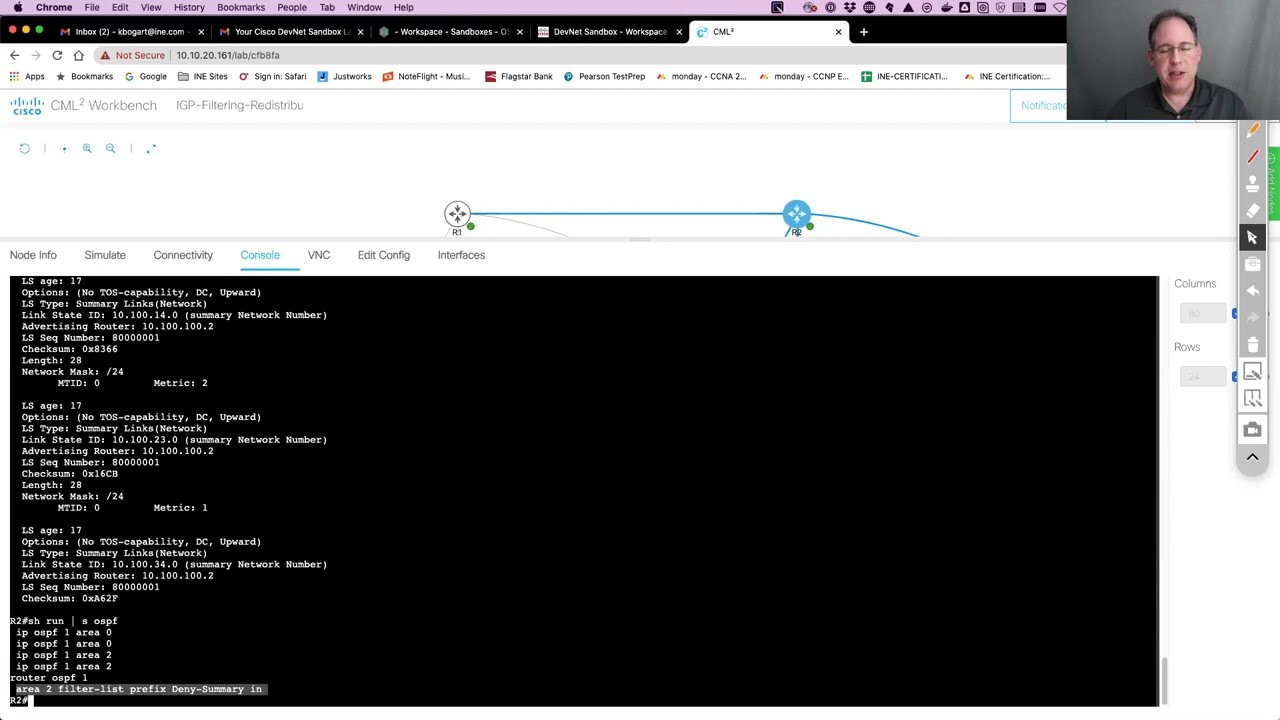 Chrome File Edit View History Bookmarks People Tab Window Help
Inbox (4) - kbogart@ine.com -
Your Cisco DevNet Sandbox La
- Workspace - Sandboxes - OS
DevNet Sandbox - Workspace
CML²
Not Secure 10.10.20.161/lab/cfb8fa
Apps Bookmarks Google INE Sites Sign in: Safari Justworks NoteFlight - Musi... Flagstar Bank Pearson TestPrep monday - CCNA 2... monday - CCNP E... INE-CERTIFICATI... INE Certification:...
CISCO CML² Workbench IGP-Filtering-Redistribu Notificati
Add Nodes
R1 R2
Node Info Simulate Connectivity Console VNC Edit Config Interfaces
LS age: 17
Options: (No TOS-capability, DC, Upward)
LS Type: Summary Links(Network)
Link State ID: 10.100.14.0 (summary Network Number)
Advertising Router: 10.100.100.2
LS Seq Number: 80000001
Checksum: 0x8366
Length: 28
Network Mask: /24
MTID: 0 Metric: 2
LS age: 17
Options: (No TOS-capability, DC, Upward)
LS Type: Summary Links(Network)
Link State ID: 10.100.23.0 (summary Network Number)
Advertising Router: 10.100.100.2
LS Seq Number: 80000001
Checksum: 0x16CB
Length: 28
Network Mask: /24
MTID: 0 Metric: 1
LS age: 17
Options: (No TOS-capability, DC, Upward)
LS Type: Summary Links(Network)
Link State ID: 10.100.34.0 (summary Network Number)
Advertising Router: 10.100.100.2
LS Seq Number: 80000001
Checksum: 0xA62F
R2#sh run | s ospf
ip ospf 1 area 0
ip ospf 1 area 0
ip ospf 1 area 2
ip ospf 1 area 2
router ospf 1
area 2 filter-list prefix Deny-Summary in
R2#
Columns
80
Rows
24